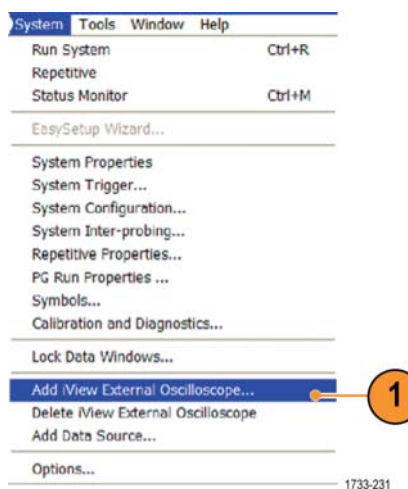 System Tools Window Help
Run System Ctrl+R
Repetitive
Status Monitor Ctrl+M
EasySetup Wizard...
System Properties
System Trigger...
System Configuration...
System Inter-probing...
Repetitive Properties...
PG Run Properties ...
Symbols...
Calibration and Diagnostics...
Lock Data Windows...
Add iView External Oscilloscope...
1
Delete iView External Oscilloscope
Add Data Source...
Options...
1733-231